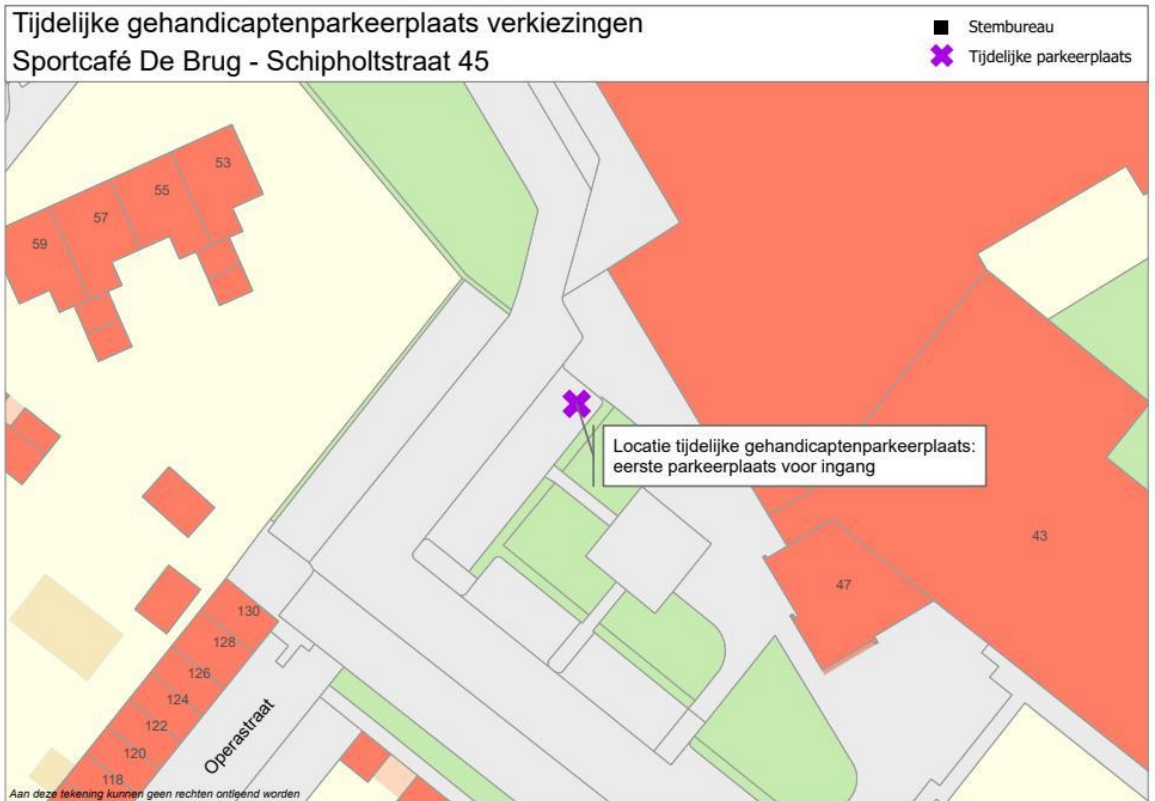 Tijdelijke gehandicaptenparkeerplaats verkiezingen
Sportcafé De Brug - Schipholtstraat 45
Stembureau
Tijdelijke parkeerplaats
53
55
57
59
Locatie tijdelijke gehandicaptenparkeerplaats:
eerste parkeerplaats voor ingang
43
47
130
128
126
124
122
120
118
Operastraat
Aan deze tekening kunnen geen rechten ontleend worden